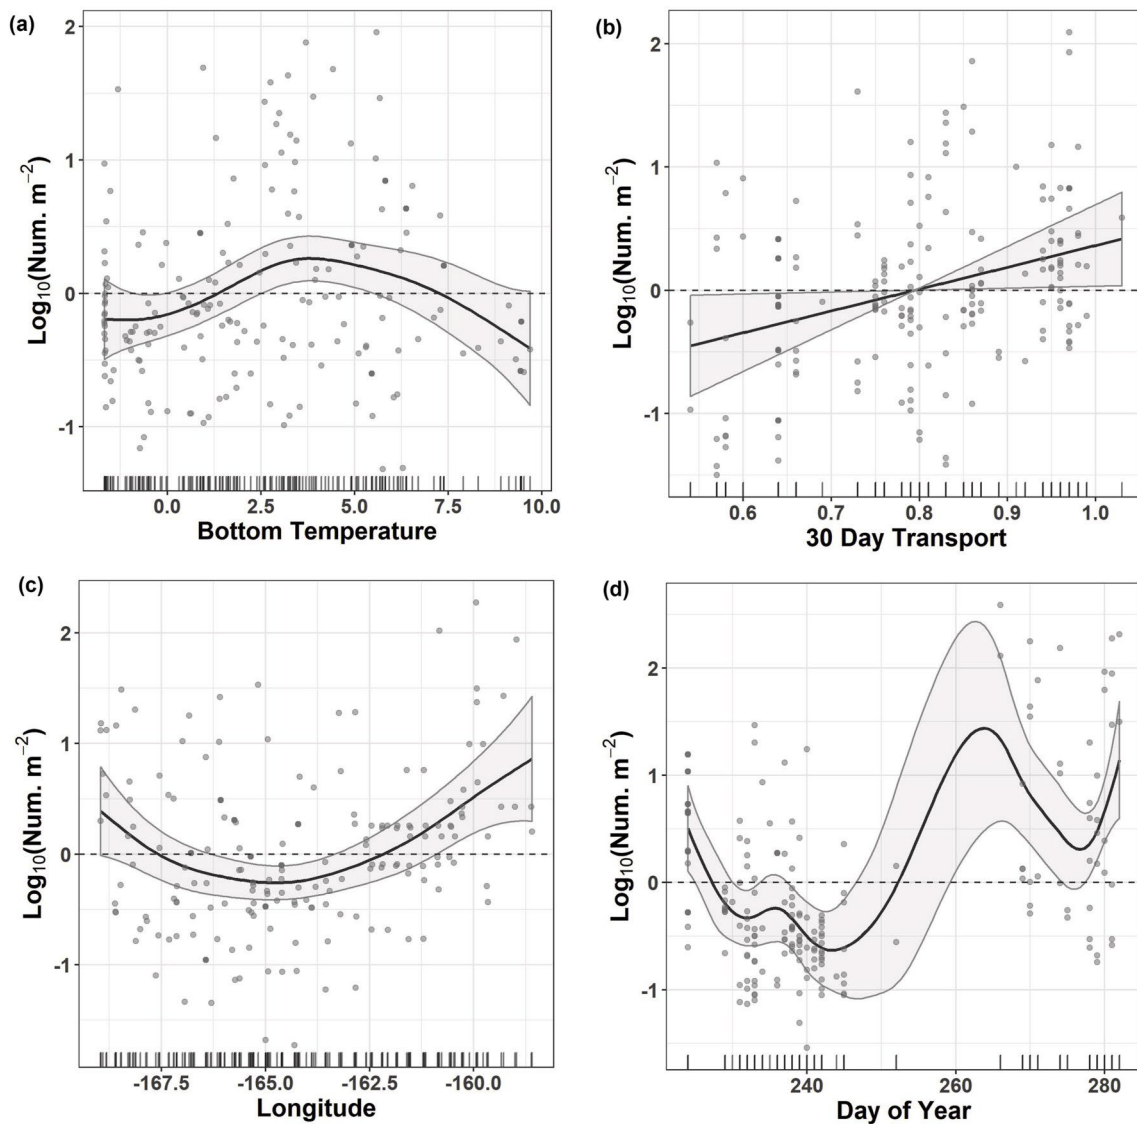 (a)
2
1
0
-1
Log10(Num. m−2)
0.0 2.5 5.0 7.5 10.0
Bottom Temperature
(b)
2
1
0
-1
Log10(Num. m−2)
0.6 0.7 0.8 0.9 1.0
30 Day Transport
(c)
2
1
0
-1
Log10(Num. m−2)
-167.5 -165.0 -162.5 -160.0
Longitude
(d)
2
1
0
-1
Log10(Num. m−2)
240 260 280
Day of Year